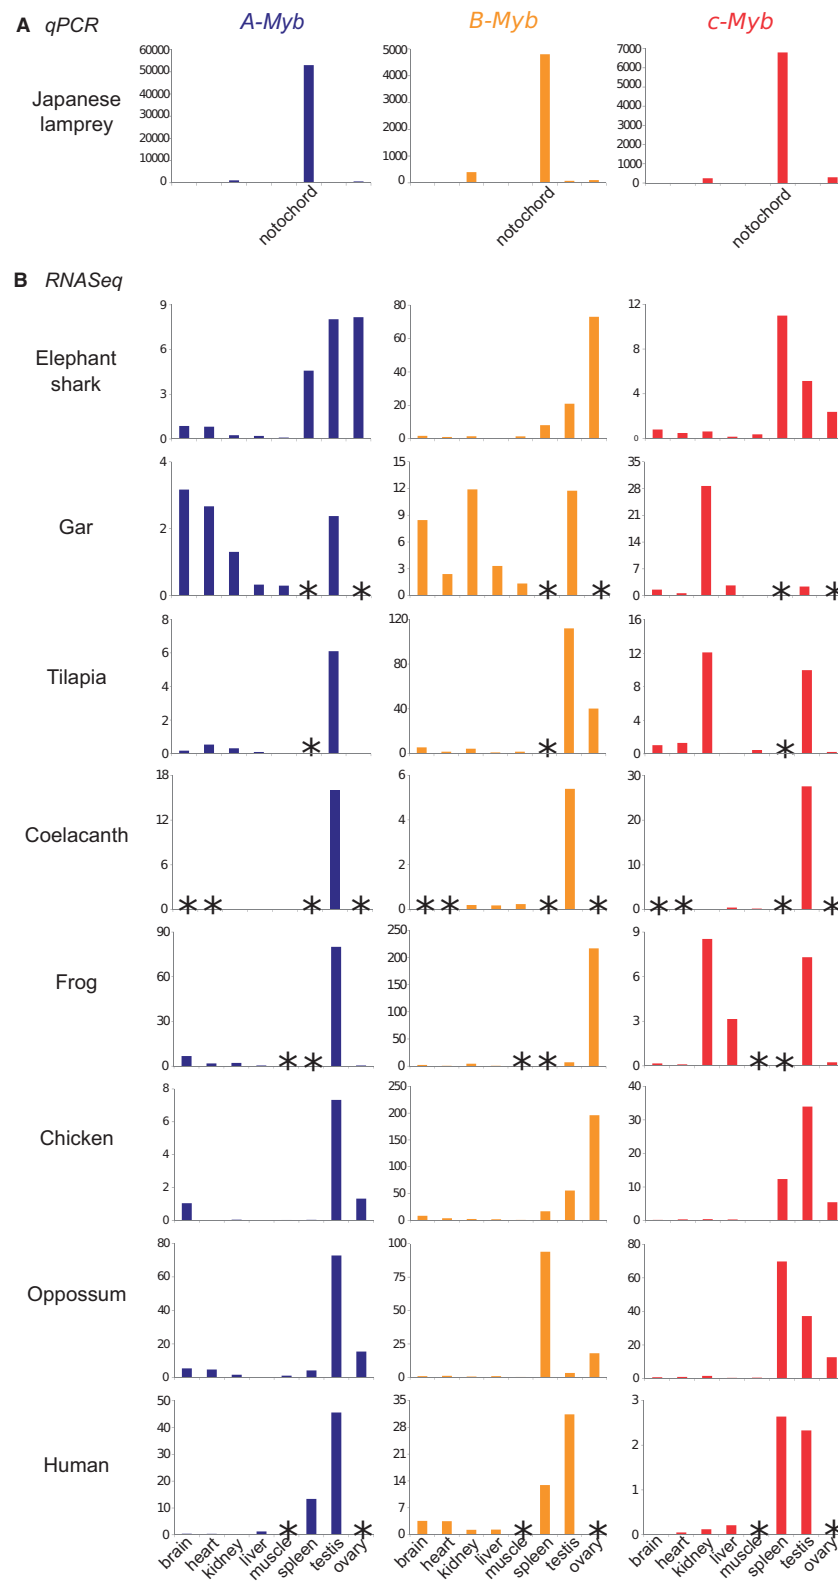 A qPCR A-Myb B-Myb c-Myb
Japanese
lamprey
60000 50000 40000 30000 20000 10000 0
5000 4000 3000 2000 1000 0
7000 6000 5000 4000 3000 2000 1000 0
notochord notochord notochord
B RNASeq
Elephant
shark
9 6 3 0
80 60 40 20 0
12 8 4 0
Gar
4 2 0
15 12 9 6 3 0
35 28 21 14 7 0
* * * * * *
Tilapia
8 6 4 2 0
120 80 40 0
16 12 8 4 0
* * *
Coelacanth
18 12 6 0
6 4 2 0
30 20 10 0
* * * * * * * * * * * *
Frog
90 60 30 0
250 200 150 100 50 0
9 6 3 0
* * * * * *
Chicken
8 6 4 2 0
250 200 150 100 50 0
40 30 20 10 0
Oppossum
80 60 40 20 0
100 75 50 25 0
80 60 40 20 0
Human
50 40 30 20 10 0
35 28 21 14 7 0
3 2 1 0
* * * * * *
brain heart kidney liver muscle spleen testis ovary
brain heart kidney liver muscle spleen testis ovary
brain heart kidney liver muscle spleen testis ovary